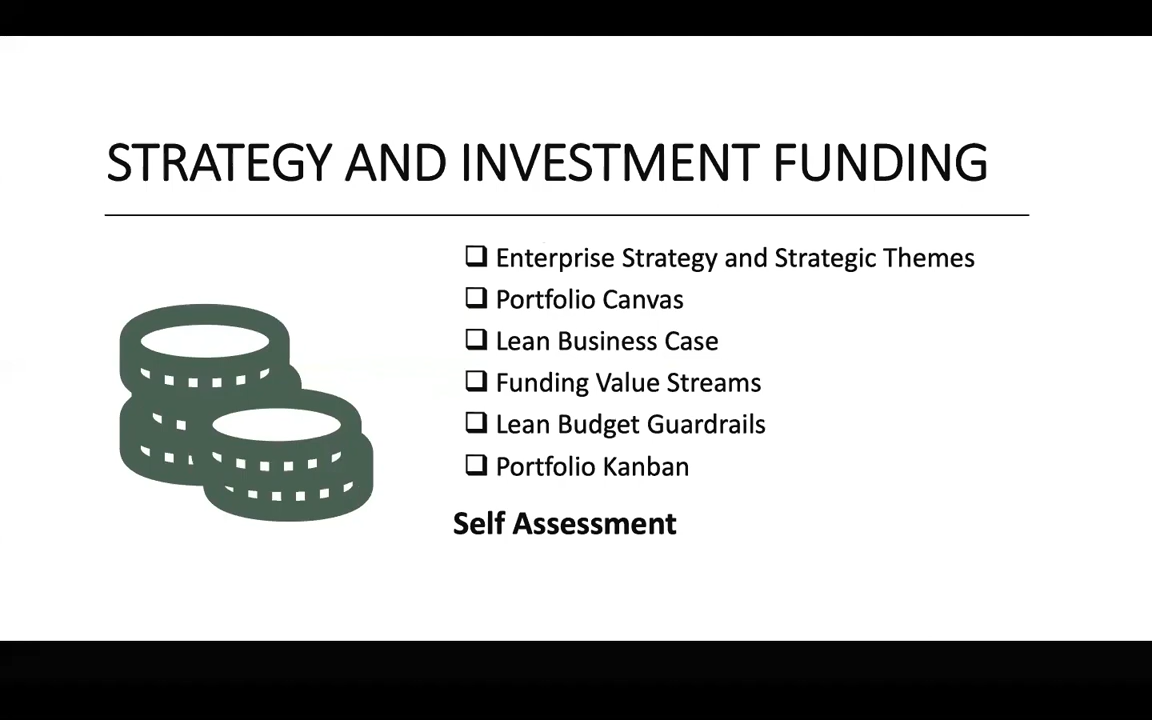 STRATEGY AND INVESTMENT FUNDING
❑ Enterprise Strategy and Strategic Themes
❑ Portfolio Canvas
❑ Lean Business Case
❑ Funding Value Streams
❑ Lean Budget Guardrails
❑ Portfolio Kanban
Self Assessment